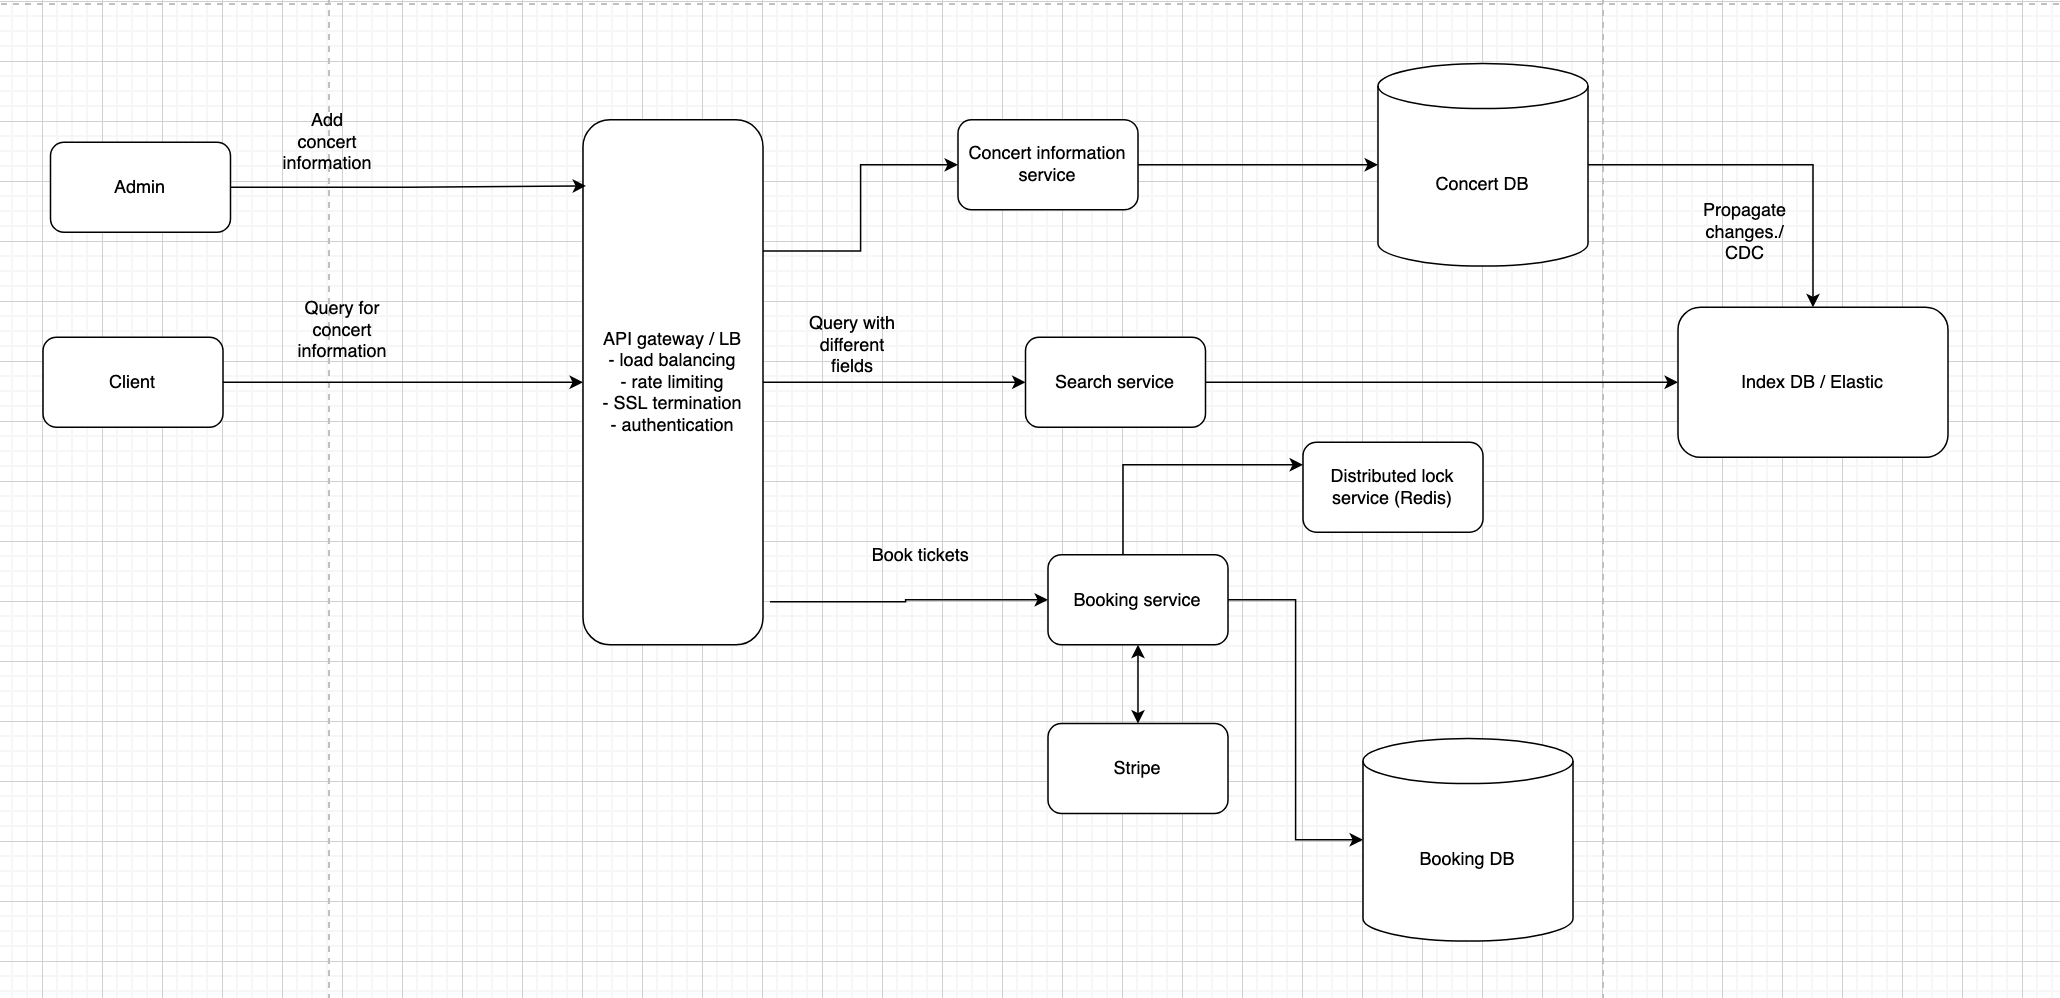 Add
concert
information
Admin
Concert information
service
Concert DB
Propagate
changes./
CDC
Query for
concert
information
Client
API gateway / LB
- load balancing
- rate limiting
- SSL termination
- authentication
Query with
different
fields
Search service
Index DB / Elastic
Distributed lock
service (Redis)
Book tickets
Booking service
Stripe
Booking DB